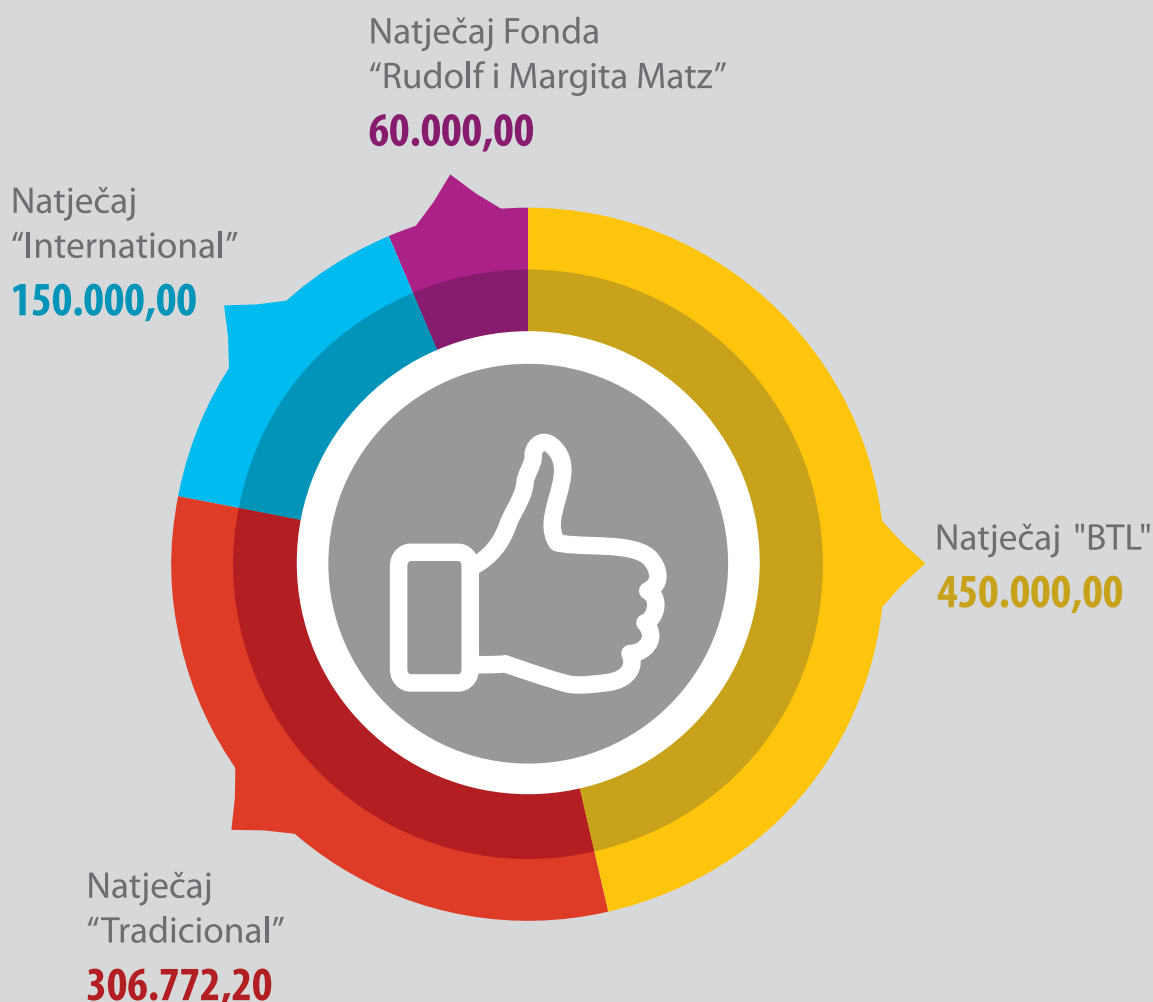 Natječaj Fonda
“Rudolf i Margita Matz”
60.000,00
Natječaj
“International”
150.000,00
Natječaj "BTL"
450.000,00
Natječaj
“Tradicional”
306.772,20